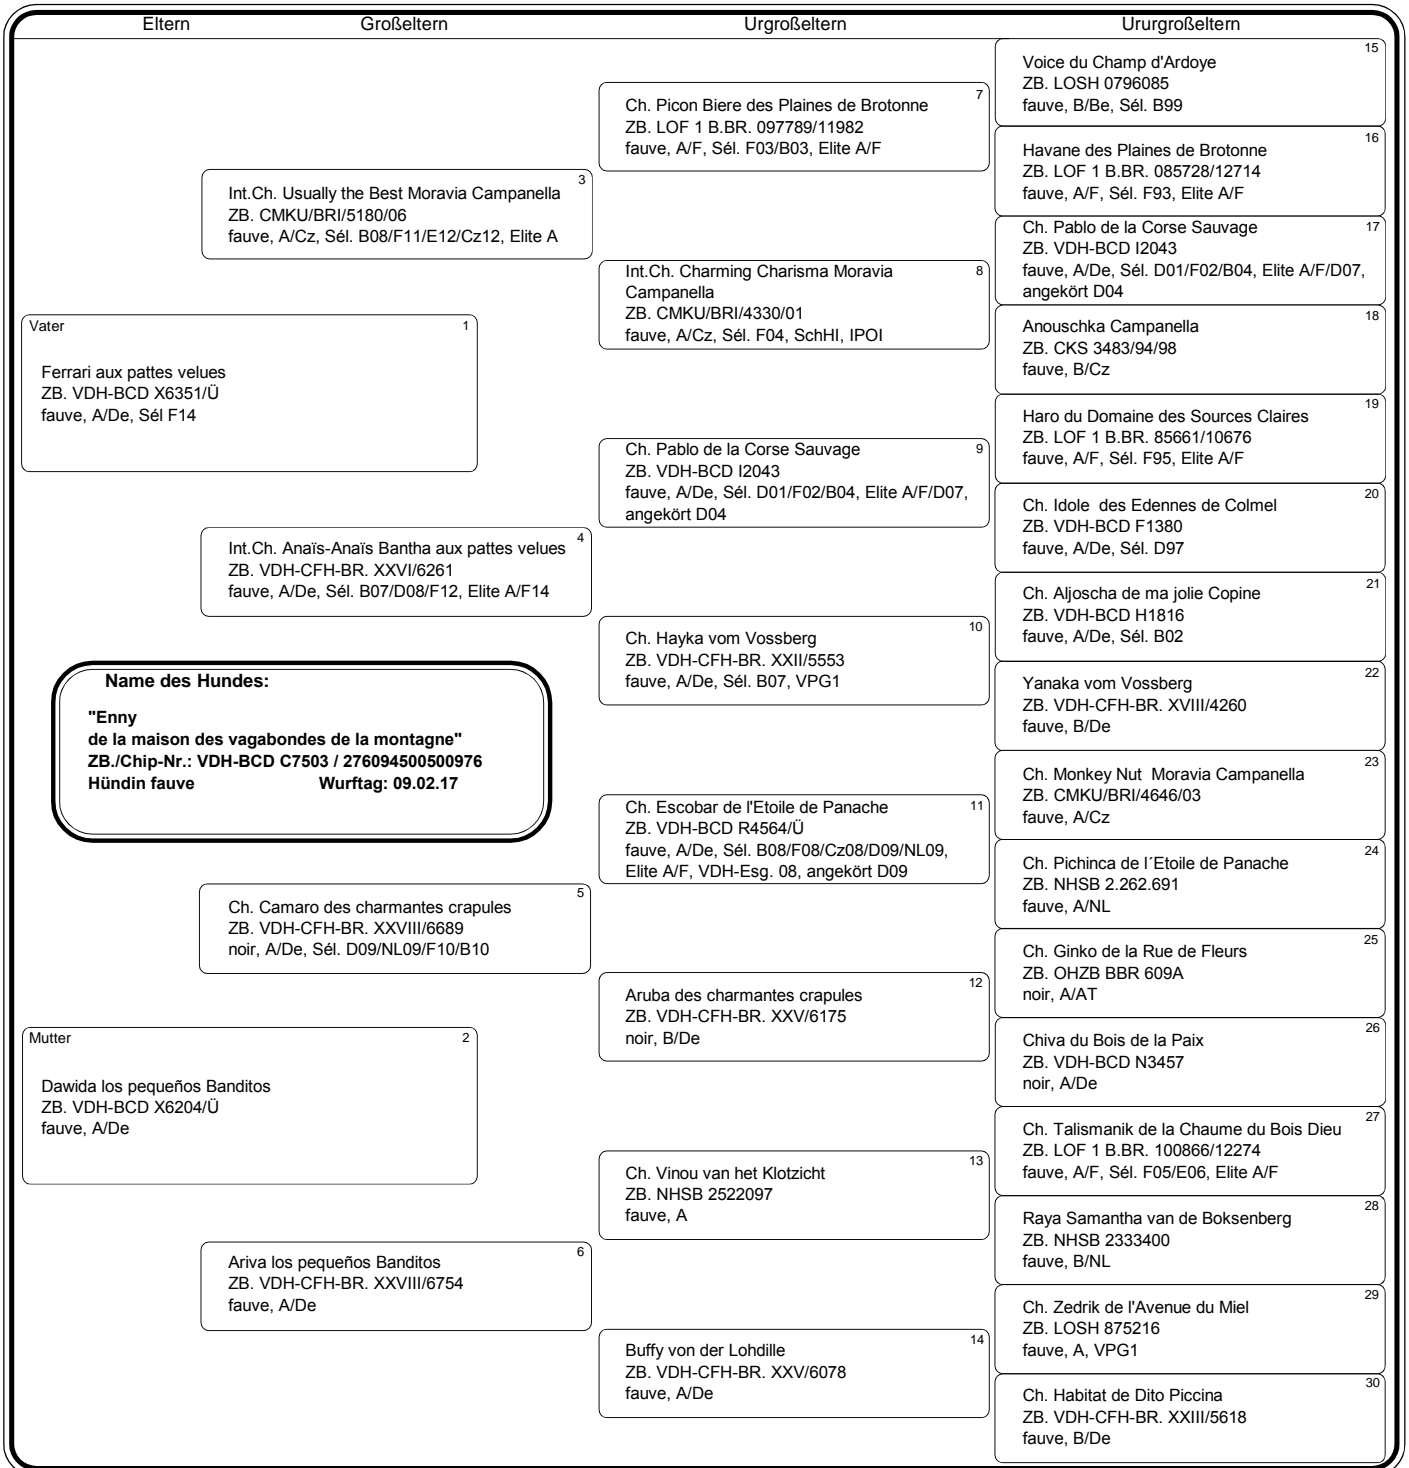 Eltern Großeltern Urgroßeltern Ururgroßeltern
Vater 1
Ferrari aux pattes velues
ZB. VDH-BCD X6351/Ü
fauve, A/De, Sél F14
Name des Hundes:
"Enny
de la maison des vagabondes de la montagne"
ZB./Chip-Nr.: VDH-BCD C7503 / 276094500500976
Hündin fauve Wurftag: 09.02.17
Mutter 2
Dawida los pequeños Banditos
ZB. VDH-BCD X6204/Ü
fauve, A/De
3
Int.Ch. Usually the Best Moravia Campanella
ZB. CMKU/BRI/5180/06
fauve, A/Cz, Sél. B08/F11/E12/Cz12, Elite A
4
Int.Ch. Anaïs-Anaïs Bantha aux pattes velues
ZB. VDH-CFH-BR. XXVI/6261
fauve, A/De, Sél. B07/D08/F12, Elite A/F14
5
Ch. Camaro des charmantes crapules
ZB. VDH-CFH-BR. XXVIII/6689
noir, A/De, Sél. D09/NL09/F10/B10
6
Ariva los pequeños Banditos
ZB. VDH-CFH-BR. XXVIII/6754
fauve, A/De
7
Ch. Picon Biere des Plaines de Brotonne
ZB. LOF 1 B.BR. 097789/11982
fauve, A/F, Sél. F03/B03, Elite A/F
8
Int.Ch. Charming Charisma Moravia
Campanella
ZB. CMKU/BRI/4330/01
fauve, A/Cz, Sél. F04, SchHI, IPOI
9
Ch. Pablo de la Corse Sauvage
ZB. VDH-BCD I2043
fauve, A/De, Sél. D01/F02/B04, Elite A/F/D07,
angekört D04
10
Ch. Hayka vom Vossberg
ZB. VDH-CFH-BR. XXII/5553
fauve, A/De, Sél. B07, VPG1
11
Ch. Escobar de l'Etoile de Panache
ZB. VDH-BCD R4564/Ü
fauve, A/De, Sél. B08/F08/Cz08/D09/NL09,
Elite A/F, VDH-Esg. 08, angekört D09
12
Aruba des charmantes crapules
ZB. VDH-CFH-BR. XXV/6175
noir, B/De
13
Ch. Vinou van het Klotzicht
ZB. NHSB 2522097
fauve, A
14
Buffy von der Lohdille
ZB. VDH-CFH-BR. XXV/6078
fauve, A/De
15
Voice du Champ d'Ardoye
ZB. LOSH 0796085
fauve, B/Be, Sél. B99
16
Havane des Plaines de Brotonne
ZB. LOF 1 B.BR. 085728/12714
fauve, A/F, Sél. F93, Elite A/F
17
Ch. Pablo de la Corse Sauvage
ZB. VDH-BCD I2043
fauve, A/De, Sél. D01/F02/B04, Elite A/F/D07,
angekört D04
18
Anouschka Campanella
ZB. CKS 3483/94/98
fauve, B/Cz
19
Haro du Domaine des Sources Claires
ZB. LOF 1 B.BR. 85661/10676
fauve, A/F, Sél. F95, Elite A/F
20
Ch. Idole des Edennes de Colmel
ZB. VDH-BCD F1380
fauve, A/De, Sél. D97
21
Ch. Aljoscha de ma jolie Copine
ZB. VDH-BCD H1816
fauve, A/De, Sél. B02
22
Yanaka vom Vossberg
ZB. VDH-CFH-BR. XVIII/4260
fauve, B/De
23
Ch. Monkey Nut Moravia Campanella
ZB. CMKU/BRI/4646/03
fauve, A/Cz
24
Ch. Pichinca de l´Etoile de Panache
ZB. NHSB 2.262.691
fauve, A/NL
25
Ch. Ginko de la Rue de Fleurs
ZB. OHZB BBR 609A
noir, A/AT
26
Chiva du Bois de la Paix
ZB. VDH-BCD N3457
noir, A/De
27
Ch. Talismanik de la Chaume du Bois Dieu
ZB. LOF 1 B.BR. 100866/12274
fauve, A/F, Sél. F05/E06, Elite A/F
28
Raya Samantha van de Boksenberg
ZB. NHSB 2333400
fauve, B/NL
29
Ch. Zedrik de l'Avenue du Miel
ZB. LOSH 875216
fauve, A, VPG1
30
Ch. Habitat de Dito Piccina
ZB. VDH-CFH-BR. XXIII/5618
fauve, B/De